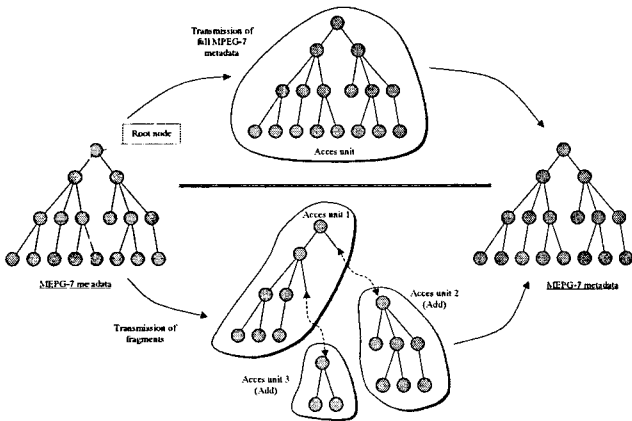 Transmission of
full MPEG-7
metadata
Root node
Acces unit
Acces unit 1
MEPG-7 metadata
MPEG-7 metadata
Acces unit 2
(Add)
Transmission of
fragments
Acces unit 3
(Add)